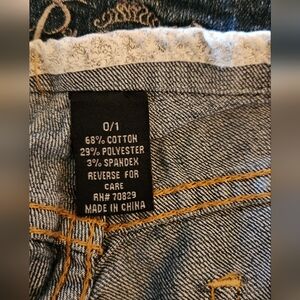 0/1
68% COTTON
29% POLYESTER
3% SPANDEX
REVERSE FOR
CARE
RN# 70829
MADE IN CHINA